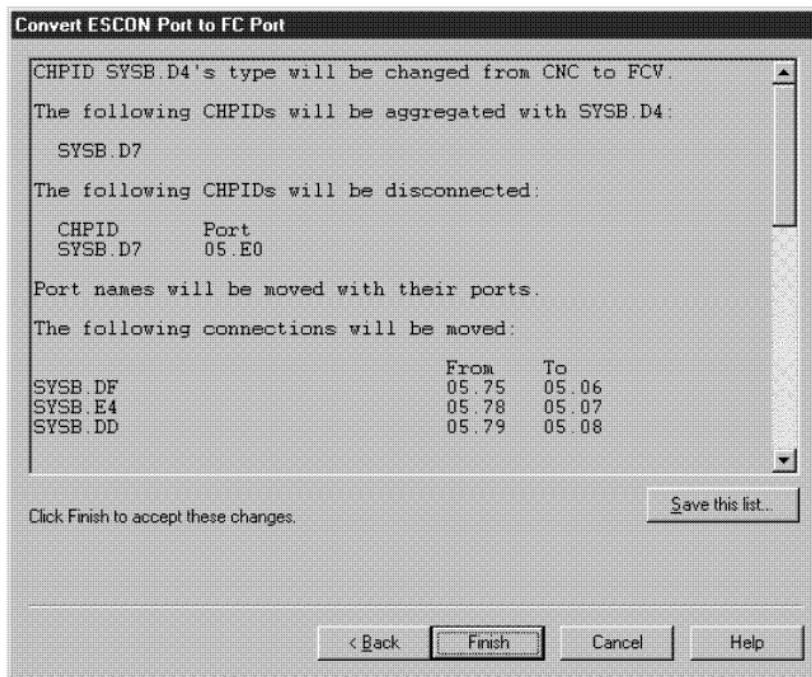 Convert ESCON Port to FC Port
CHPID SYSB.D4's type will be changed from CNC to FCV.
The following CHPIDs will be aggregated with SYSB.D4:
SYSB.D7
The following CHPIDs will be disconnected:
CHPID Port
SYSB.D7 05.E0
Port names will be moved with their ports.
The following connections will be moved:
From To
SYSB.DF 05.75 05.06
SYSB.E4 05.78 05.07
SYSB.DD 05.79 05.08
Save this list...
Click Finish to accept these changes.
< Back Finish Cancel Help